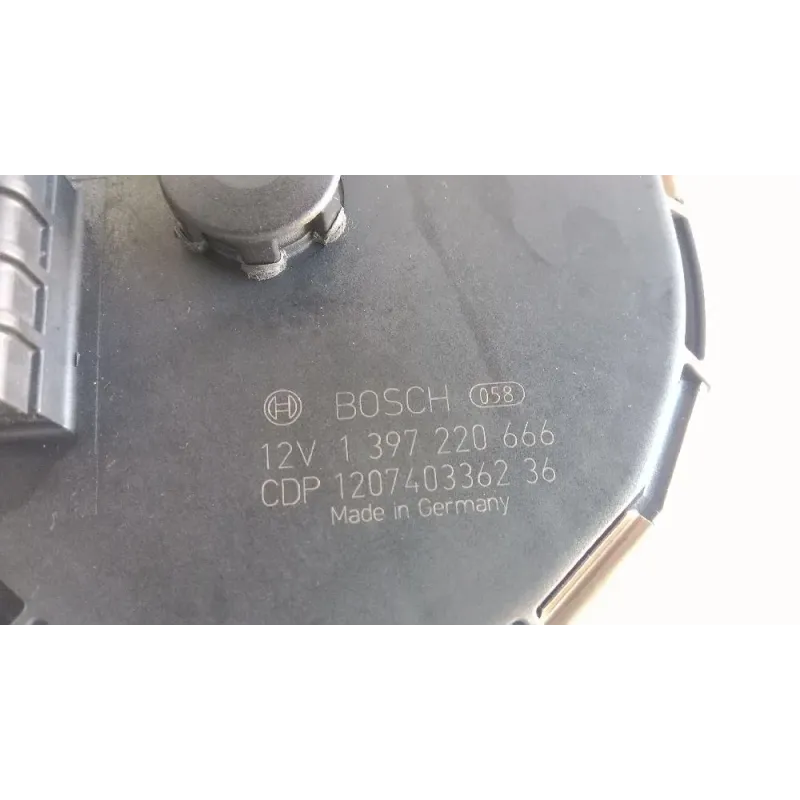 BOSCH 058
12V 1 397 220 666
CDP 1207403362 36
Made in Germany